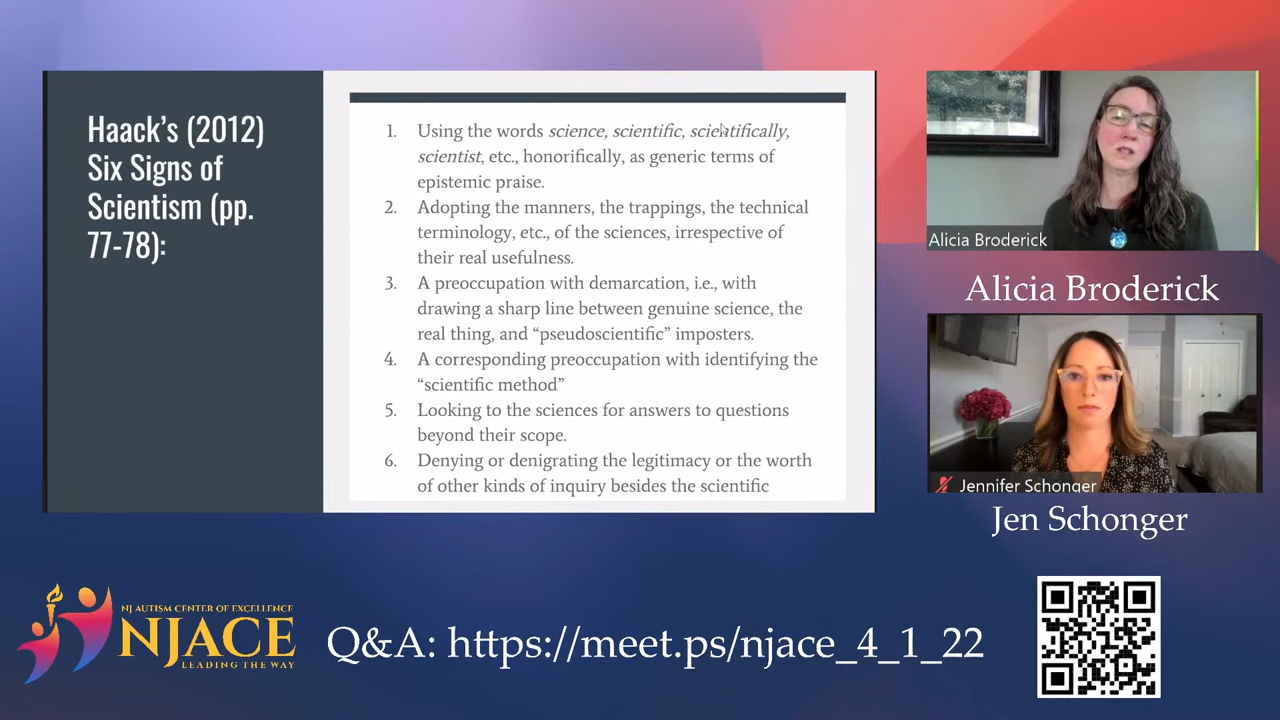 Haack's (2012)
Six Signs of
Scientism (pp.
77-78):
1. Using the words science, scientific, scientifically,
scientist, etc., honorifically, as generic terms of
epistemic praise.
2. Adopting the manners, the trappings, the technical
terminology, etc., of the sciences, irrespective of
their real usefulness.
3. A preoccupation with demarcation, i.e., with
drawing a sharp line between genuine science, the
real thing, and “pseudoscientific” imposters.
4. A corresponding preoccupation with identifying the
“scientific method”
5. Looking to the sciences for answers to questions
beyond their scope.
6. Denying or denigrating the legitimacy or the worth
of other kinds of inquiry besides the scientific
Alicia Broderick
Alicia Broderick
Jennifer Schonger
Jen Schonger
NJ AUTISM CENTER OF EXCELLENCE
NJACE
LEADING THE WAY
Q&A: https://meet.ps/njace_4_1_22